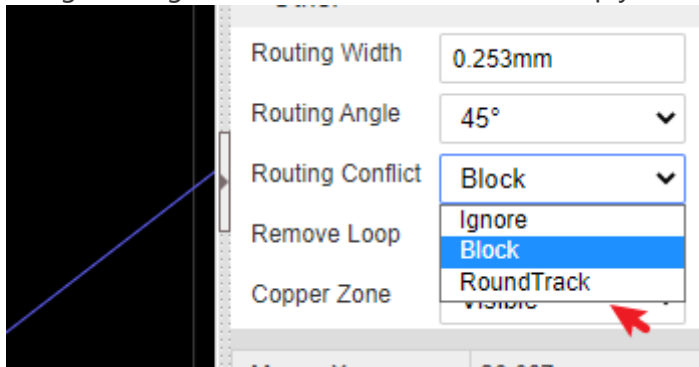 Routing Width 0.253mm
Routing Angle 45°
Routing Conflict Block
Ignore
Remove Loop
Block
RoundTrack
Copper Zone